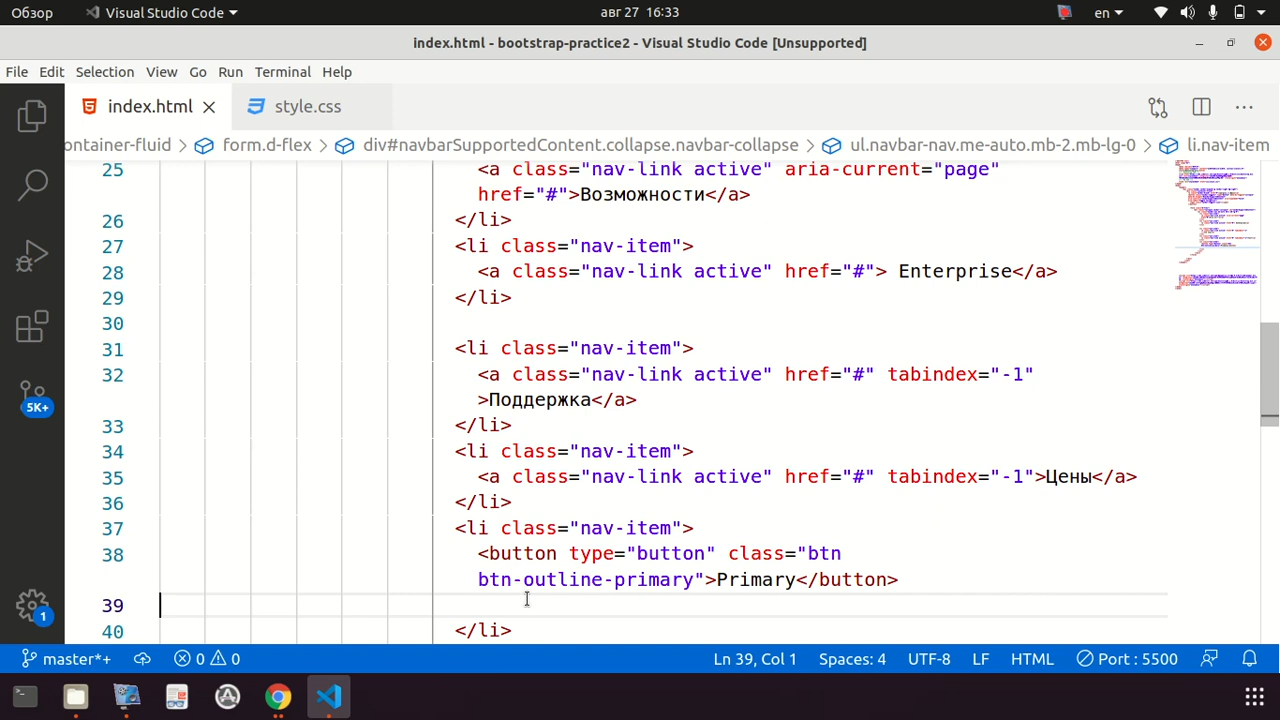 Обзор
Visual Studio Code
авг 27 16:33
en
index.html - bootstrap-practice2 - Visual Studio Code [Unsupported]
File Edit Selection View Go Run Terminal Help
index.html
style.css
ontainer-fluid
form.d-flex
div#navbarSupportedContent.collapse.navbar-collapse
ul.navbar-nav.me-auto.mb-2.mb-lg-0
li.nav-item
25 <a class="nav-link active" aria-current="page"
href="#">Возможности</a>
26 </li>
27 <li class="nav-item">
28 <a class="nav-link active" href="#"> Enterprise</a>
29 </li>
30
31 <li class="nav-item">
32 <a class="nav-link active" href="#" tabindex="-1"
>Поддержка</a>
33 </li>
34 <li class="nav-item">
35 <a class="nav-link active" href="#" tabindex="-1">Цены</a>
36 </li>
37 <li class="nav-item">
38 <button type="button" class="btn
btn-outline-primary">Primary</button>
39
40 </li>
5K+
1
master*+
0
0
Ln 39, Col 1
Spaces: 4
UTF-8
LF
HTML
Port : 5500